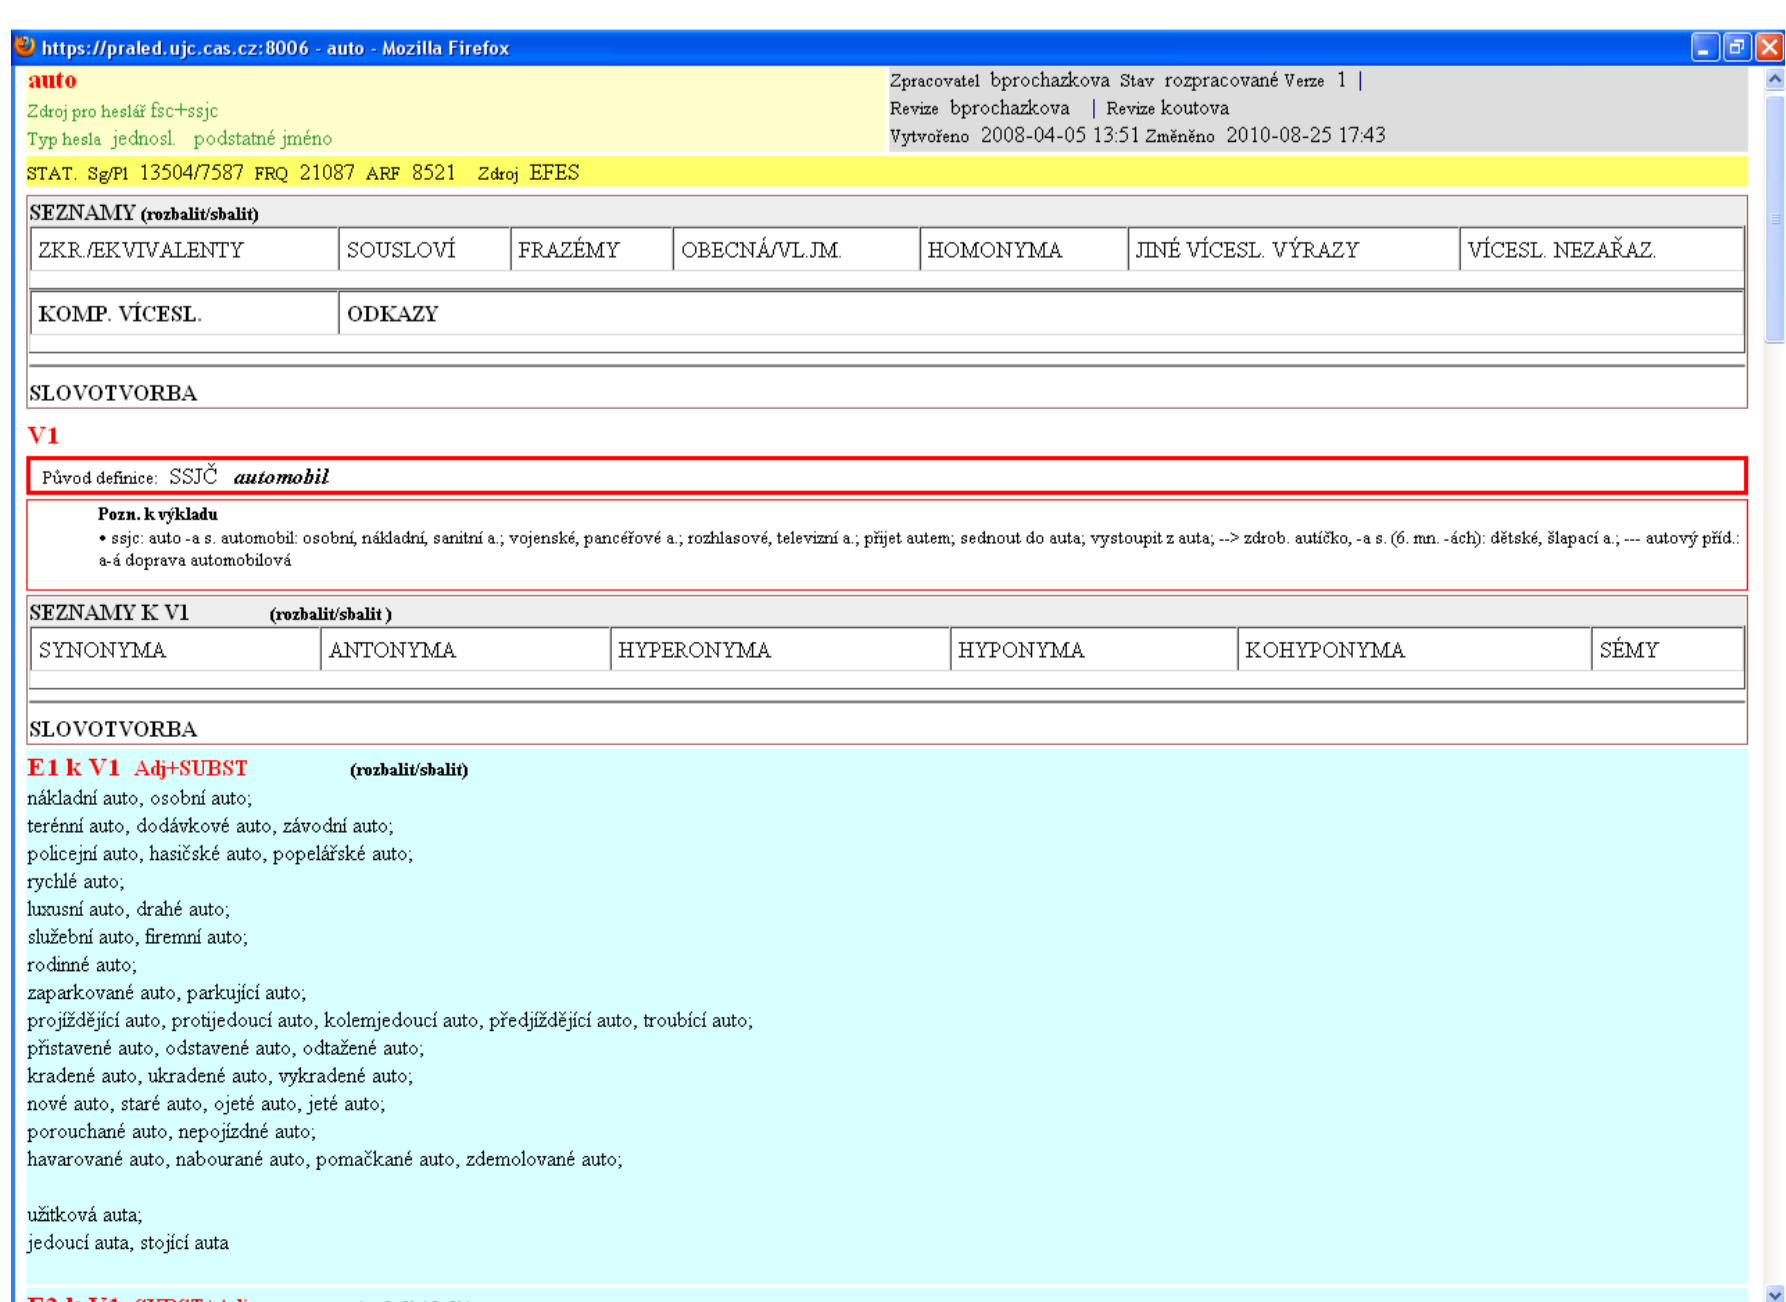 https://praled.ujc.cas.cz:8006 - auto - Mozilla Firefox
auto
Zdroj pro heslář fsc+ssjc
Typ hesla jednosl. podstatné jméno
Zpracovatel bprochazkova Stav rozpracované Verze 1 |
Revize bprochazkova | Revize koutova
Vytvořeno 2008-04-05 13:51 Změněno 2010-08-25 17:43
STAT. Sg/Pl 13504/7587 FRQ 21087 ARF 8521 Zdroj EFES
SEZNAMY (rozbalit/sbalit)
ZKR./EKVIVALENTY SOUSLOVÍ FRAZÉMY OBECNÁ/VL.JM. HOMONYMA JINÉ VÍCESL. VÝRAZY VÍCESL. NEZAŘAZ.
KOMP. VÍCESL. ODKAZY
SLOVOTVORBA
V1
Původ definice: SSJČ automobil
Pozn. k výkladu
• ssjc: auto -a s. automobil: osobní, nákladní, sanitní a.; vojenské, pancéřové a.; rozhlasové, televizní a.; přijet autem; sednout do auta; vystoupit z auta; --> zdrob. autíčko, -a s. (6. mn. -ách): dětské, šlapací a.; --- autový příd.:
a-á doprava automobilová
SEZNAMY K V1 (rozbalit/sbalit )
SYNONYMA ANTONYMA HYPERONYMA HYPONYMA KOHYPONYMA SÉMY
SLOVOTVORBA
E1 k V1 Adj+SUBST (rozbalit/sbalit)
nákladní auto, osobní auto;
terénní auto, dodávkové auto, závodní auto;
policejní auto, hasičské auto, popelářské auto;
rychlé auto;
luxusní auto, drahé auto;
služební auto, firemní auto;
rodinné auto;
zaparkované auto, parkující auto;
projíždějící auto, protijedoucí auto, kolemjedoucí auto, předjíždějící auto, troubící auto;
přistavené auto, odstavené auto, odtažené auto;
kradené auto, ukradené auto, vykradené auto;
nové auto, staré auto, ojeté auto, jeté auto;
porouchané auto, nepojízdné auto;
havarované auto, nabourané auto, pomačkané auto, zdemolované auto;
užitková auta;
jedoucí auta, stojící auta